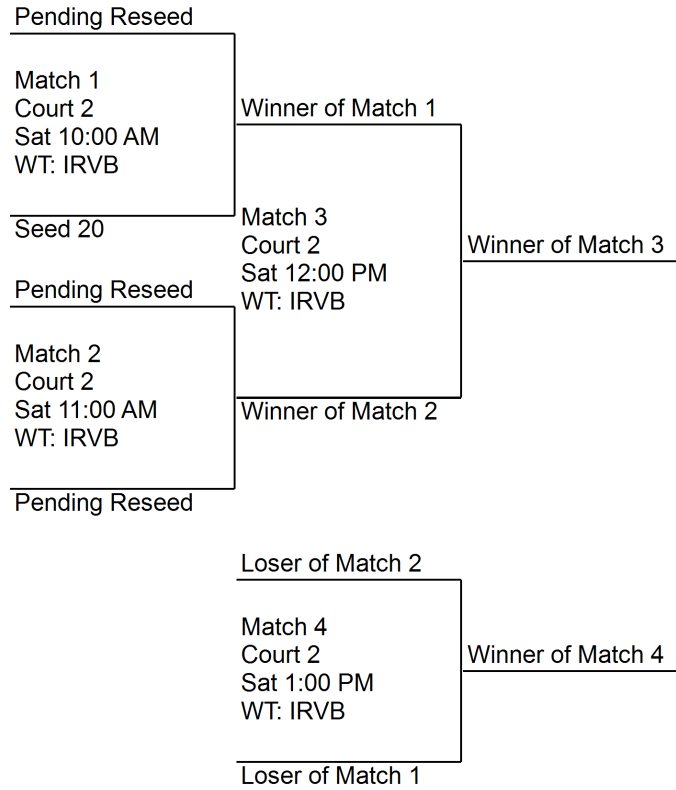 Pending Reseed
Match 1
Court 2
Sat 10:00 AM
WT: IRVB
Seed 20
Winner of Match 1
Pending Reseed
Match 2
Court 2
Sat 11:00 AM
WT: IRVB
Pending Reseed
Match 3
Court 2
Sat 12:00 PM
WT: IRVB
Winner of Match 2
Winner of Match 3
Loser of Match 2
Match 4
Court 2
Sat 1:00 PM
WT: IRVB
Loser of Match 1
Winner of Match 4